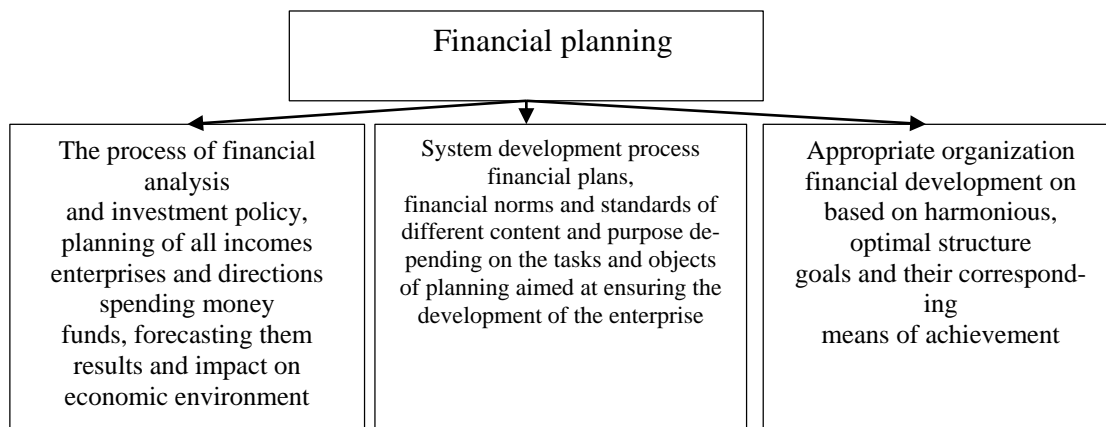 Financial planning
The process of financial
analysis
and investment policy,
planning of all incomes
enterprises and directions
spending money
funds, forecasting them
results and impact on
economic environment
System development process
financial plans,
financial norms and standards of
different content and purpose de-
pending on the tasks and objects
of planning aimed at ensuring the
development of the enterprise
Appropriate organization
financial development on
based on harmonious,
optimal structure
goals and their correspond-
ing
means of achievement